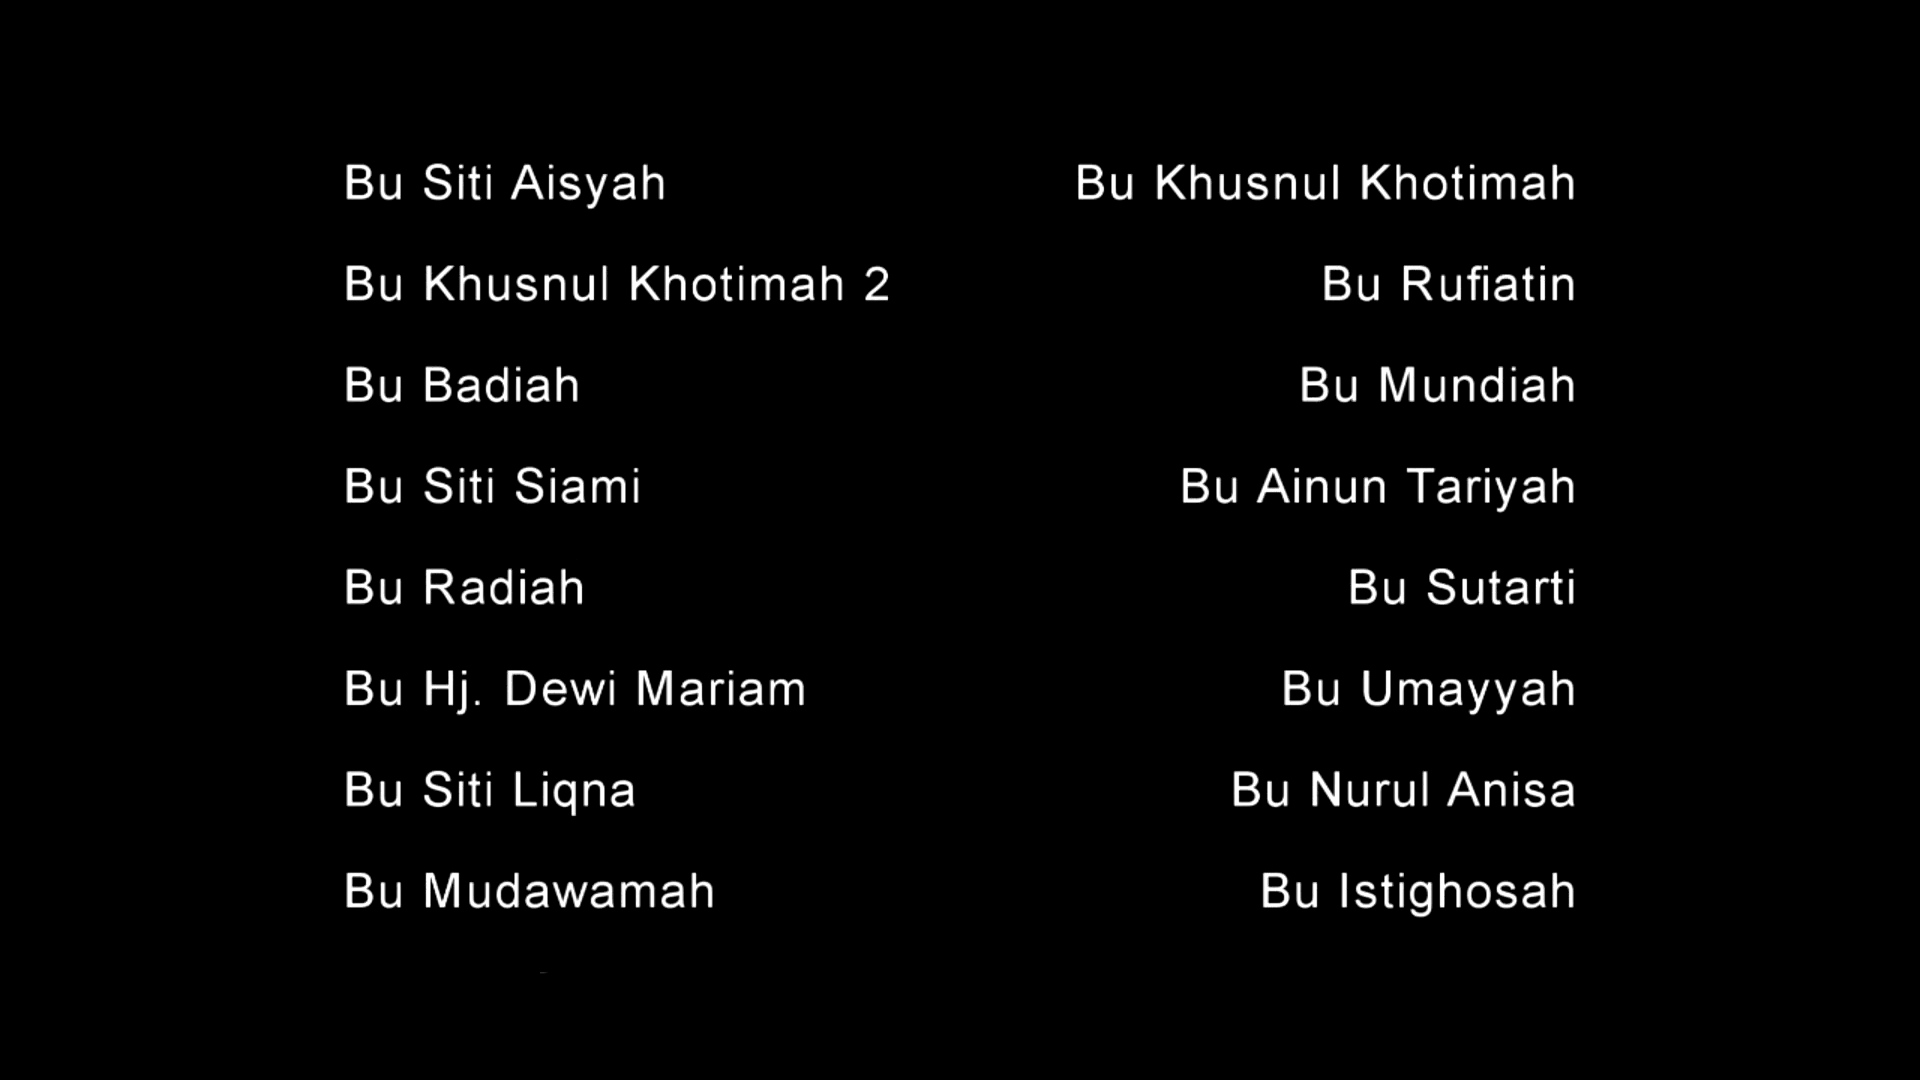 Bu Siti Aisyah
Bu Khusnul Khotimah
Bu Khusnul Khotimah 2
Bu Rufiatin
Bu Badiah
Bu Mundiah
Bu Siti Siami
Bu Ainun Tariyah
Bu Radiah
Bu Sutarti
Bu Hj. Dewi Mariam
Bu Umayyah
Bu Siti Liqna
Bu Nurul Anisa
Bu Mudawamah
Bu Istighosah